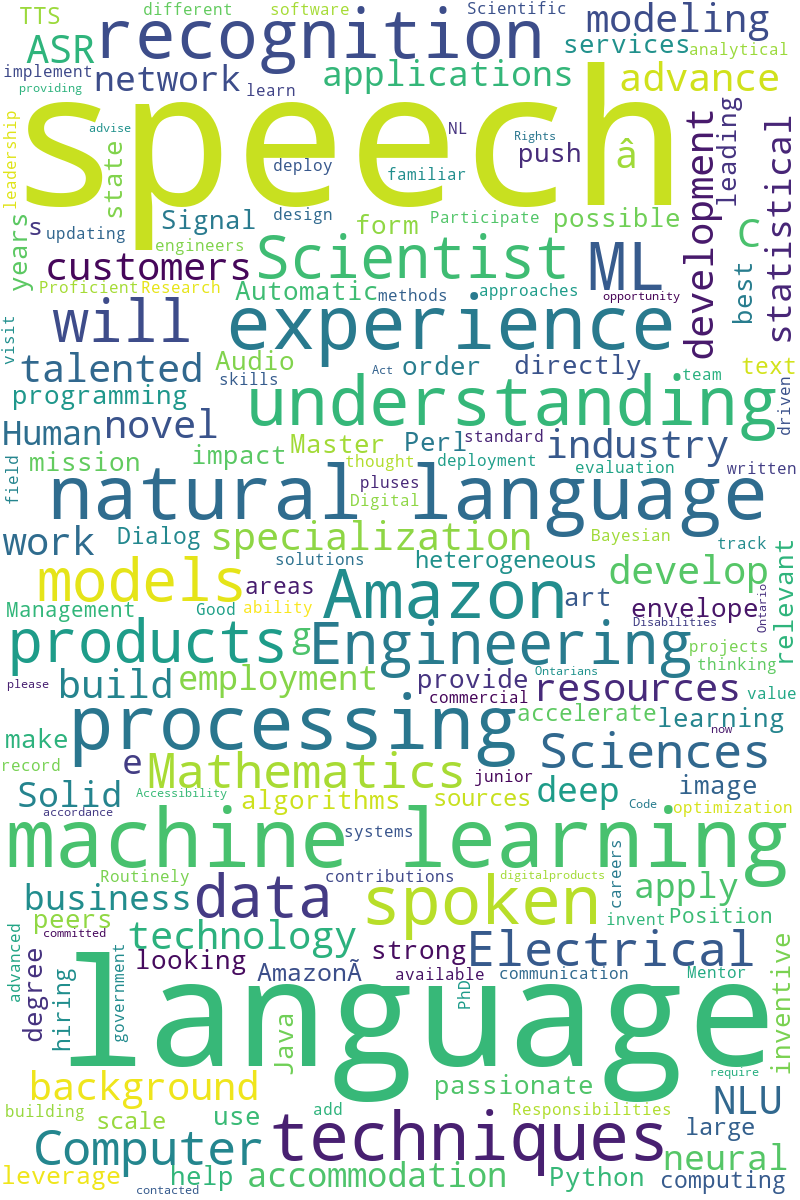 TTS different software Scientific
recognition modeling
ASR services analytical
implement network applications advance
providing learn
speech
leadership advise NL Rights push â development leading statistical
state deploy familiar
years s updating Signal design form Participate possible C
engineers
customers Scientist ML best
Proficient Research Automatic methods approaches opportunity
visit will experience
talented Audio Act order directly text
skills team driven
programming understanding
Human novel Master Perl standard industry
field mission impact thought deployment evaluation written
pluses
natural language
Digital
work Dialog specialization Bayesian track
solutions heterogeneous relevant
models areas Amazon art develop
Management Good ability envelope Ontario
Disabilities
products g Engineering projects
thinking
please build employment provide Ontarians resources value
commercial
processing accelerate learning
now
make e Sciences
record Mathematics junior
Solid Accessibility algorithms sources deep image
Code optimization
accordance
machine learning
systems
Routinely contributions digitalproducts careers
business data spoken apply
peers invent Position
committed technology strong Electrical
advanced degree hiring looking AmazonÃ available communication Mentor inventive
government PhD
language
Java
require
background passionate NLU
building scale use add Responsibilities large
Computer techniques neural
leverage help accommodation Python computing
contacted